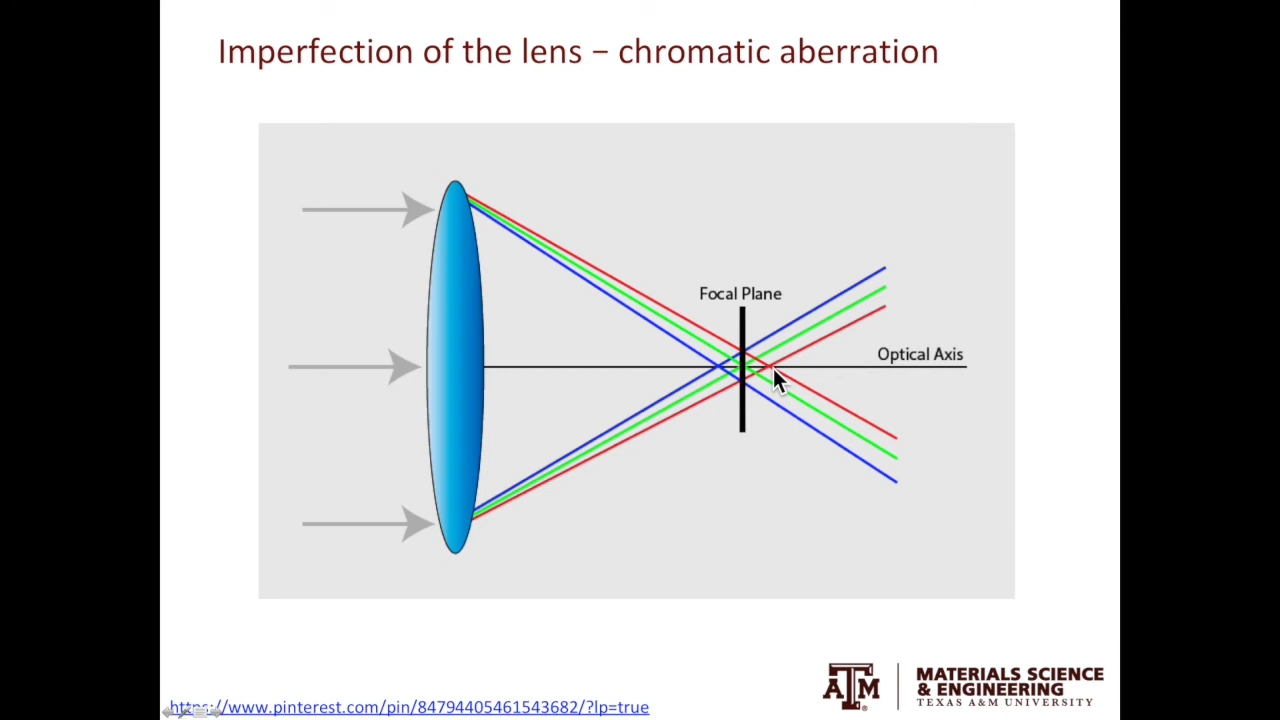 Imperfection of the lens – chromatic aberration
Focal Plane
Optical Axis
https://www.pinterest.com/pin/84794405461543682/?lp=true
ATM
MATERIALS SCIENCE
& ENGINEERING
TEXAS A&M UNIVERSITY